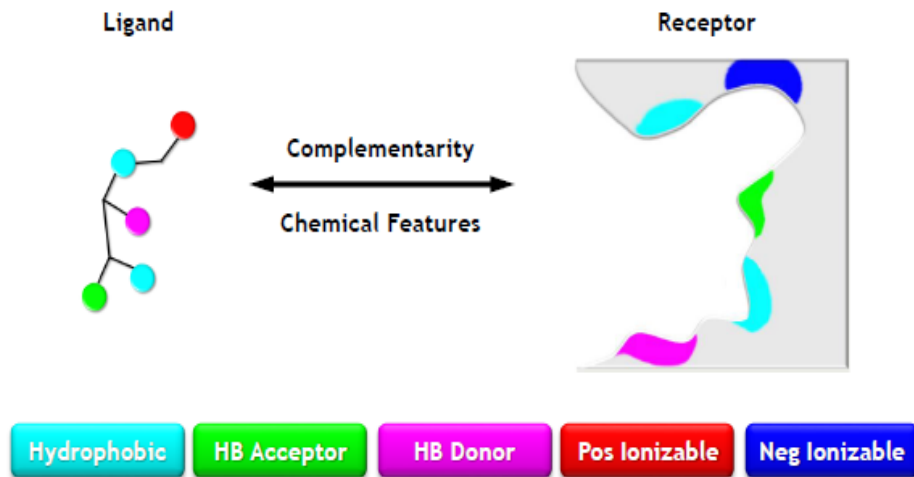 Ligand
Receptor
Complementarity
Chemical Features
Hydrophobic
HB Acceptor
HB Donor
Pos Ionizable
Neg Ionizable